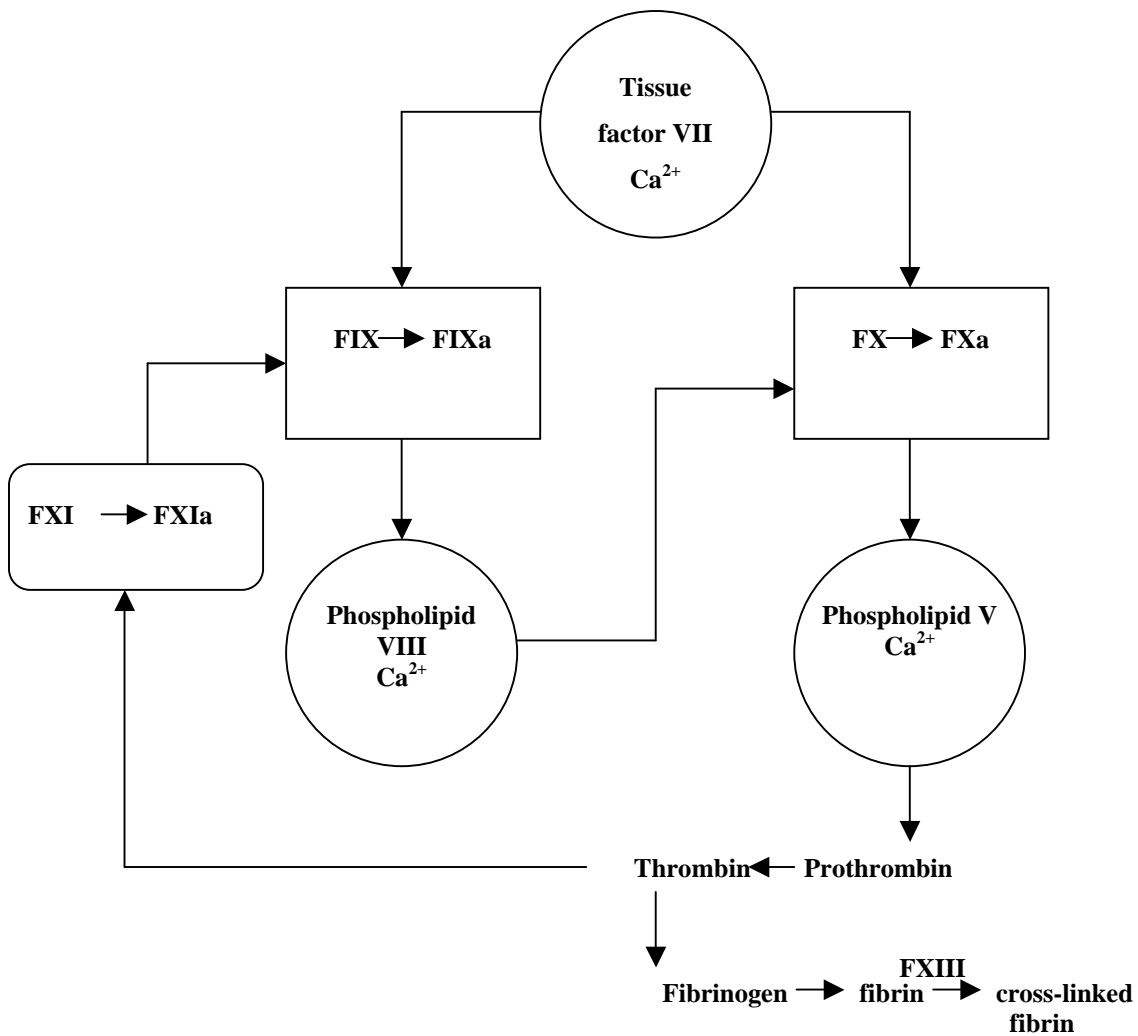 Tissue
factor VII
Ca²⁺
FIX → FIXa
FX → FXa
FXI → FXIa
Phospholipid
VIII
Ca²⁺
Phospholipid V
Ca²⁺
Thrombin ← Prothrombin
FXIII
Fibrinogen → fibrin → cross-linked
fibrin